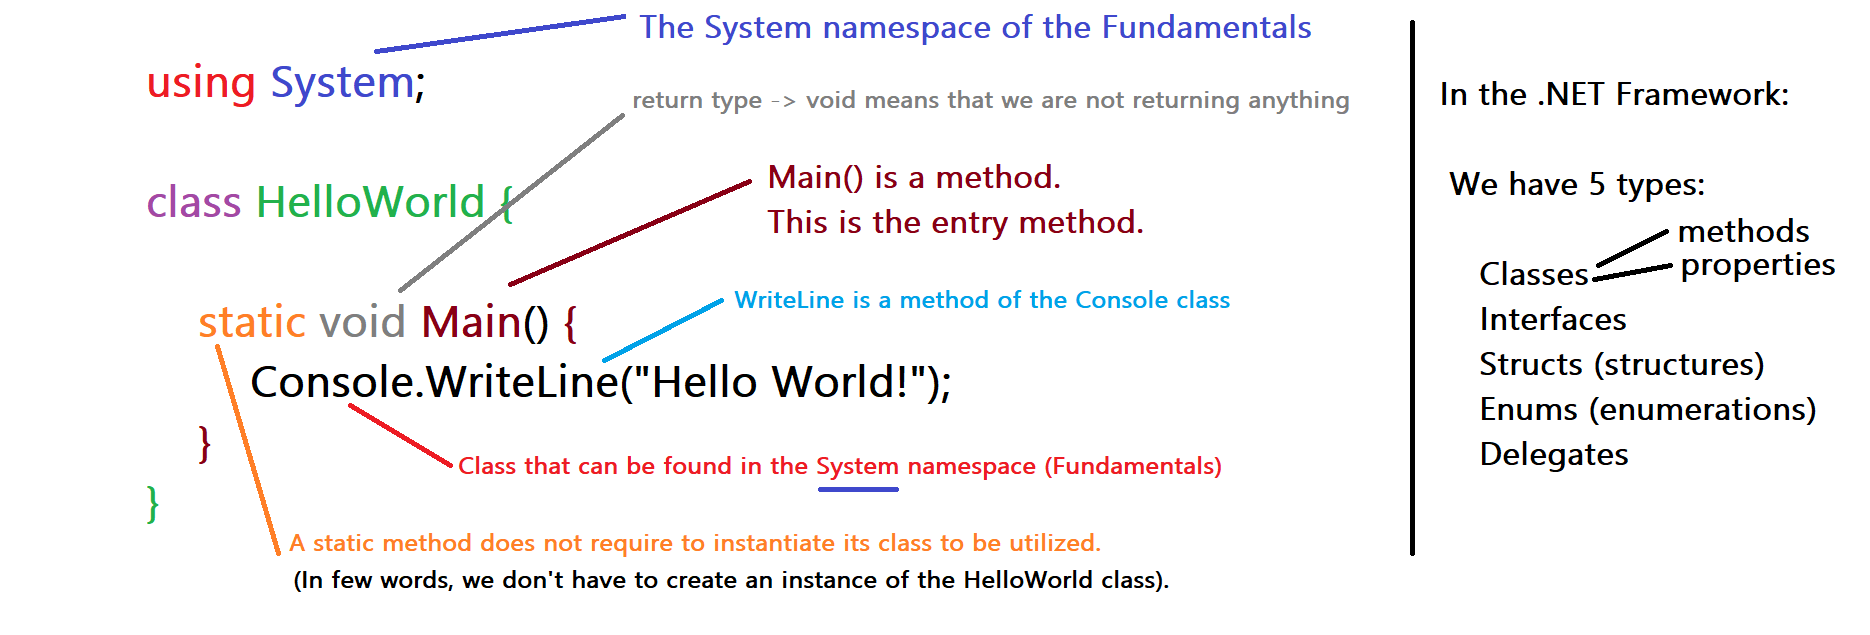 The System namespace of the Fundamentals
using System;
return type -> void means that we are not returning anything
class HelloWorld {
Main() is a method.
This is the entry method.
WriteLine is a method of the Console class
static void Main() {
Console.WriteLine("Hello World!");
}
Class that can be found in the System namespace (Fundamentals)
}
A static method does not require to instantiate its class to be utilized.
(In few words, we don't have to create an instance of the HelloWorld class).
In the .NET Framework:
We have 5 types:
methods
properties
Classes
Interfaces
Structs (structures)
Enums (enumerations)
Delegates